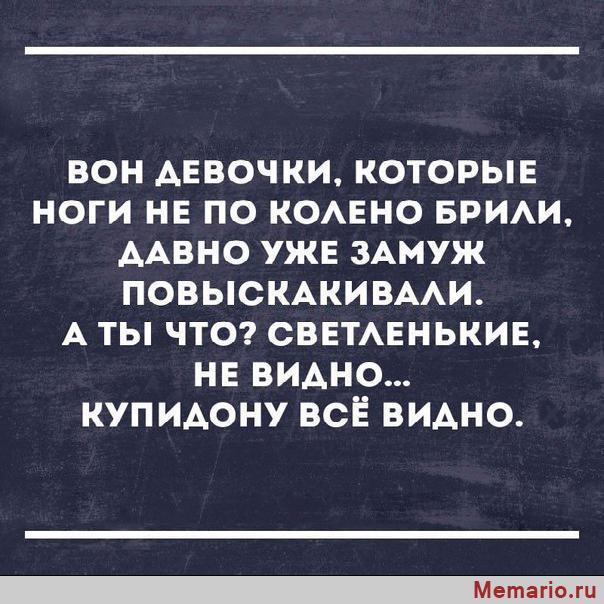 ВОН ДЕВОЧКИ, КОТОРЫЕ
НОГИ НЕ ПО КОЛЕНО БРИЛИ,
ДАВНО УЖЕ ЗАМУЖ
ПОВЫСКАКИВАЛИ.
А ТЫ ЧТО? СВЕТЛЕНЬКИЕ,
НЕ ВИДНО...
КУПИДОНУ ВСЁ ВИДНО.
Memario.ru